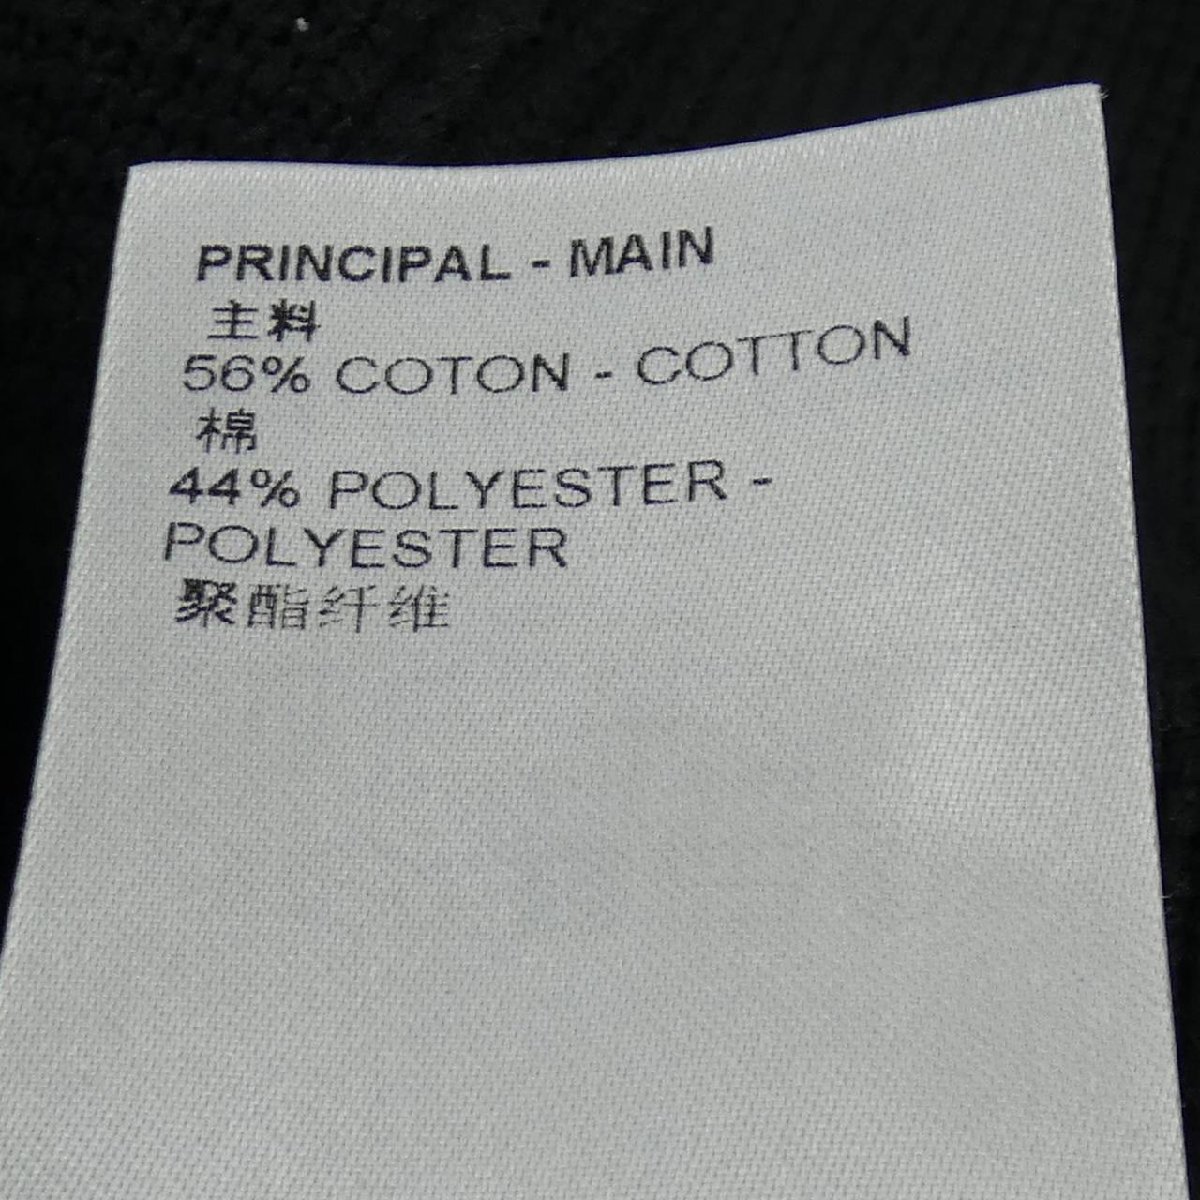 PRINCIPAL - MAIN
主料
56% COTON - COTTON
棉
44% POLYESTER -
POLYESTER
聚酯纤维